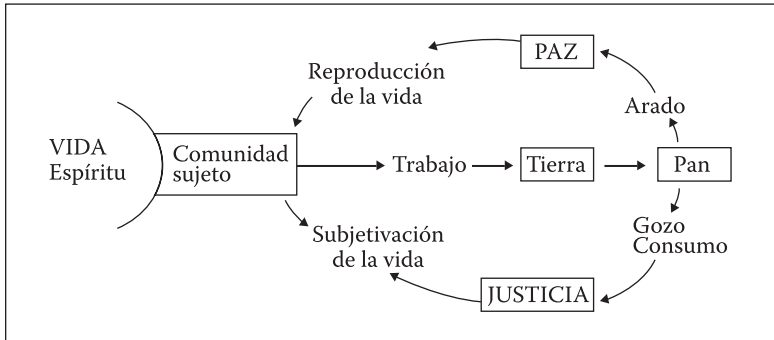 PAZ
Reproducción
de la vida
Arado
VIDA
Espíritu
Comunidad
sujeto
Trabajo
Tierra
Pan
Gozo
Consumo
Subjetivación
de la vida
JUSTICIA